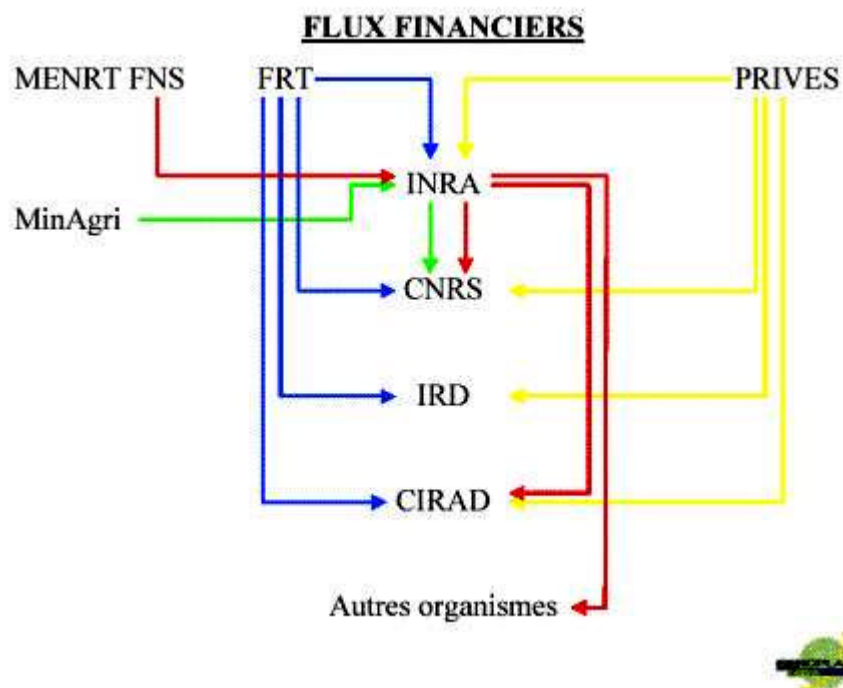 FLUX FINANCIERS
MENRT FNS FRT PRIVES
INRA
MinAgri
CNRS
IRD
CIRAD
Autres organismes